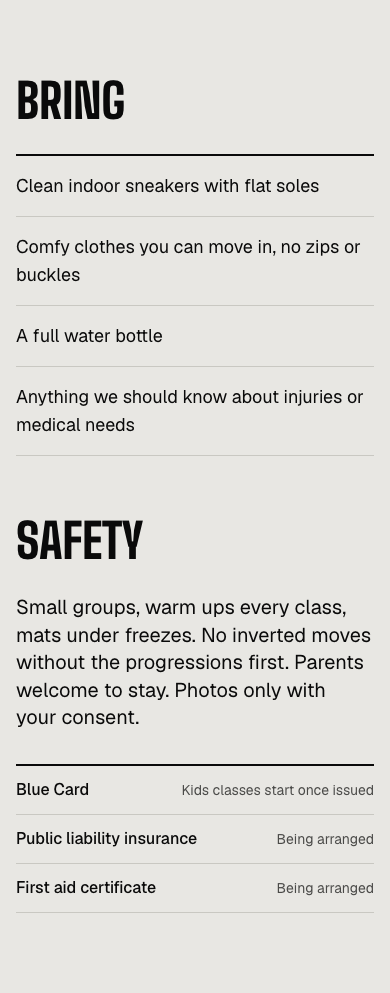 BRING
Clean indoor sneakers with flat soles
Comfy clothes you can move in, no zips or
buckles
A full water bottle
Anything we should know about injuries or
medical needs
SAFETY
Small groups, warm ups every class,
mats under freezes. No inverted moves
without the progressions first. Parents
welcome to stay. Photos only with
your consent.
Blue Card Kids classes start once issued
Public liability insurance Being arranged
First aid certificate Being arranged